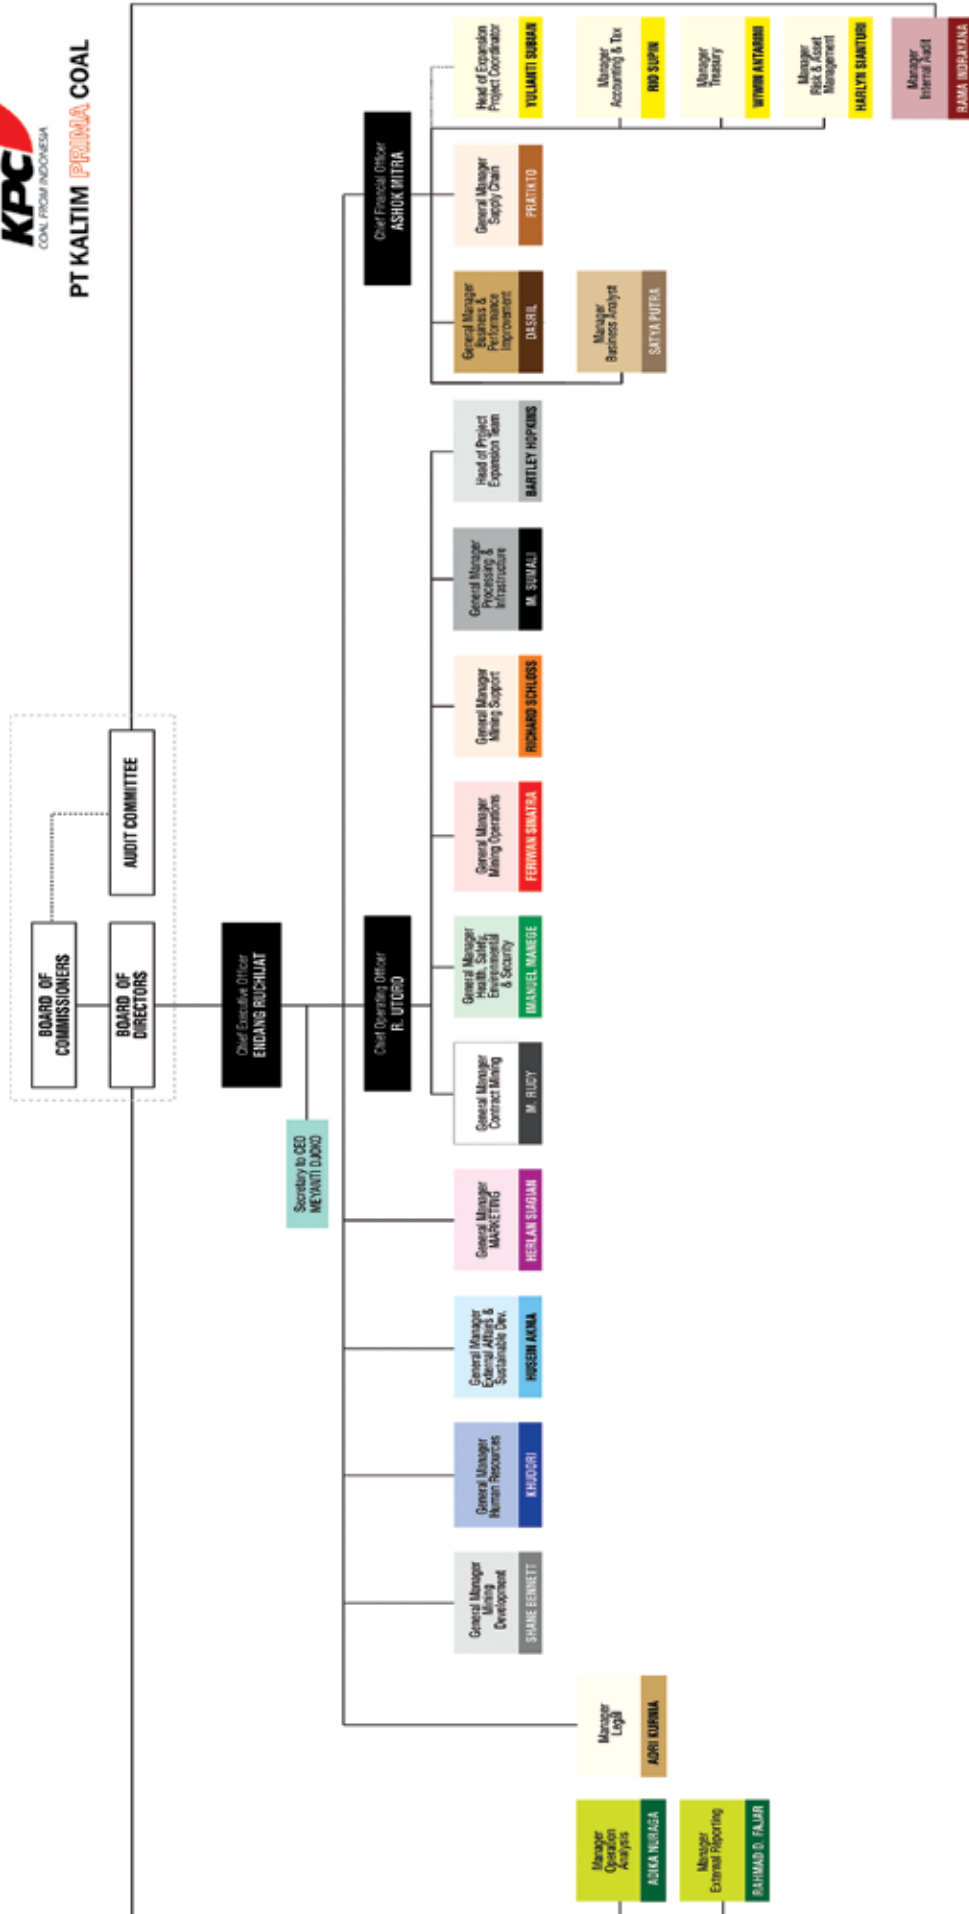 KPC
COAL FROM INDONESIA
PT KALTIM PRIMA COAL
BOARD OF
COMMISSIONERS
BOARD OF
DIRECTORS
AUDIT COMMITTEE
Chief Executive Officer
ENDANG RUCHIJAT
Secretary to CEO
MEYANTI DJOKO
Chief Operating Officer
R. UTORO
Chief Financial Officer
ASHOK MITRA
Manager
Operation
Analysis
ADIKA NURAGA
Manager
External Reporting
RAHMAD D. FAJAR
Manager
Legal
ADRI KURNIA
General Manager
Mining
Development
SHANE BENNETT
General Manager
Human Resources
KHUDORI
General Manager
External Affairs &
Sustainable Dev.
HUSEIN AKMA
General Manager
MARKETING
HERLAN SIAGIAN
General Manager
Contract Mining
M. RUDY
General Manager
Health, Safety,
Environmental
& Security
IMANUEL MANEGE
General Manager
Mining Operations
FERIWAN SINATRA
General Manager
Mining Support
RICHARD SCHLOSS
General Manager
Processing &
Infrastructure
M. SUMALI
Head of Project
Expansion Team
BARTLEY HOPKINS
General Manager
Business &
Performance
Improvement
DASRIL
Manager
Business Analyst
SATYA PUTRA
General Manager
Supply Chain
PRATIKTO
Head of Expansion
Project Coordinator
YULIANTI SUBIAN
Manager
Accounting & Tax
RIO SUPIN
Manager
Treasury
WIWIN ANTARINI
Manager
Risk & Asset
Management
HARLYN SIANTURI
Manager
Internal Audit
RAMA INDRAYANA